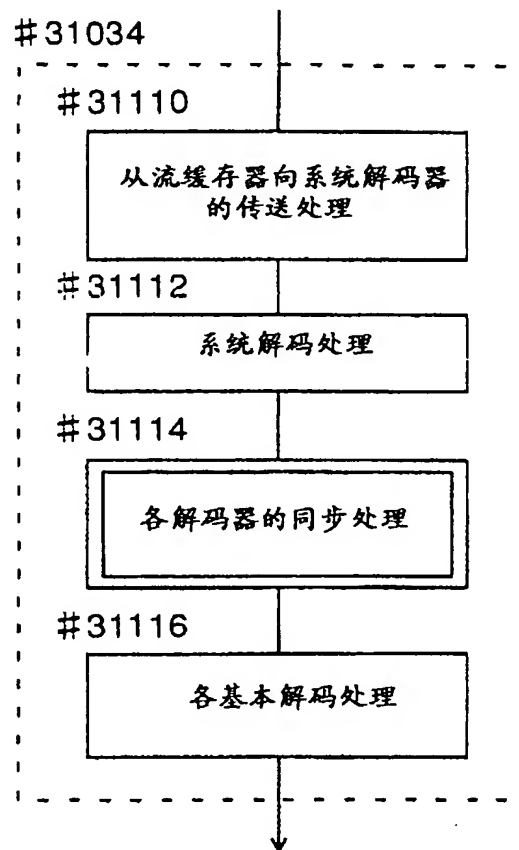 #31034
#31110
从流缓存器向系统解码器
的传送处理
#31112
系统解码处理
#31114
各解码器的同步处理
#31116
各基本解码处理